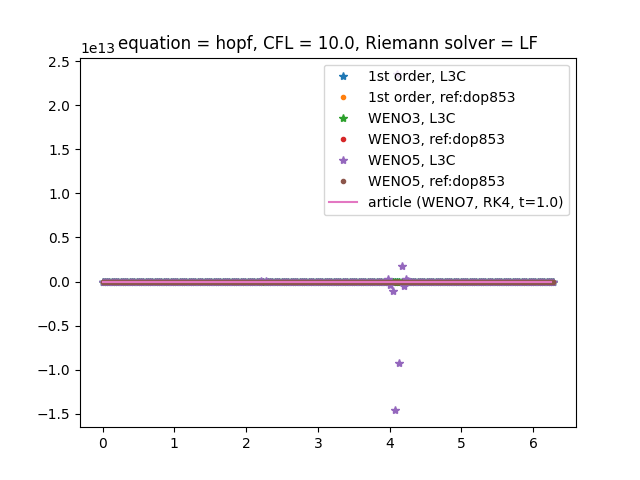 equation = hopf, CFL = 10.0, Riemann solver = LF
1e13
2.5
2.0
1.5
1.0
0.5
0.0
−0.5
−1.0
−1.5
1st order, L3C
1st order, ref:dop853
WENO3, L3C
WENO3, ref:dop853
WENO5, L3C
WENO5, ref:dop853
article (WENO7, RK4, t=1.0)
0 1 2 3 4 5 6